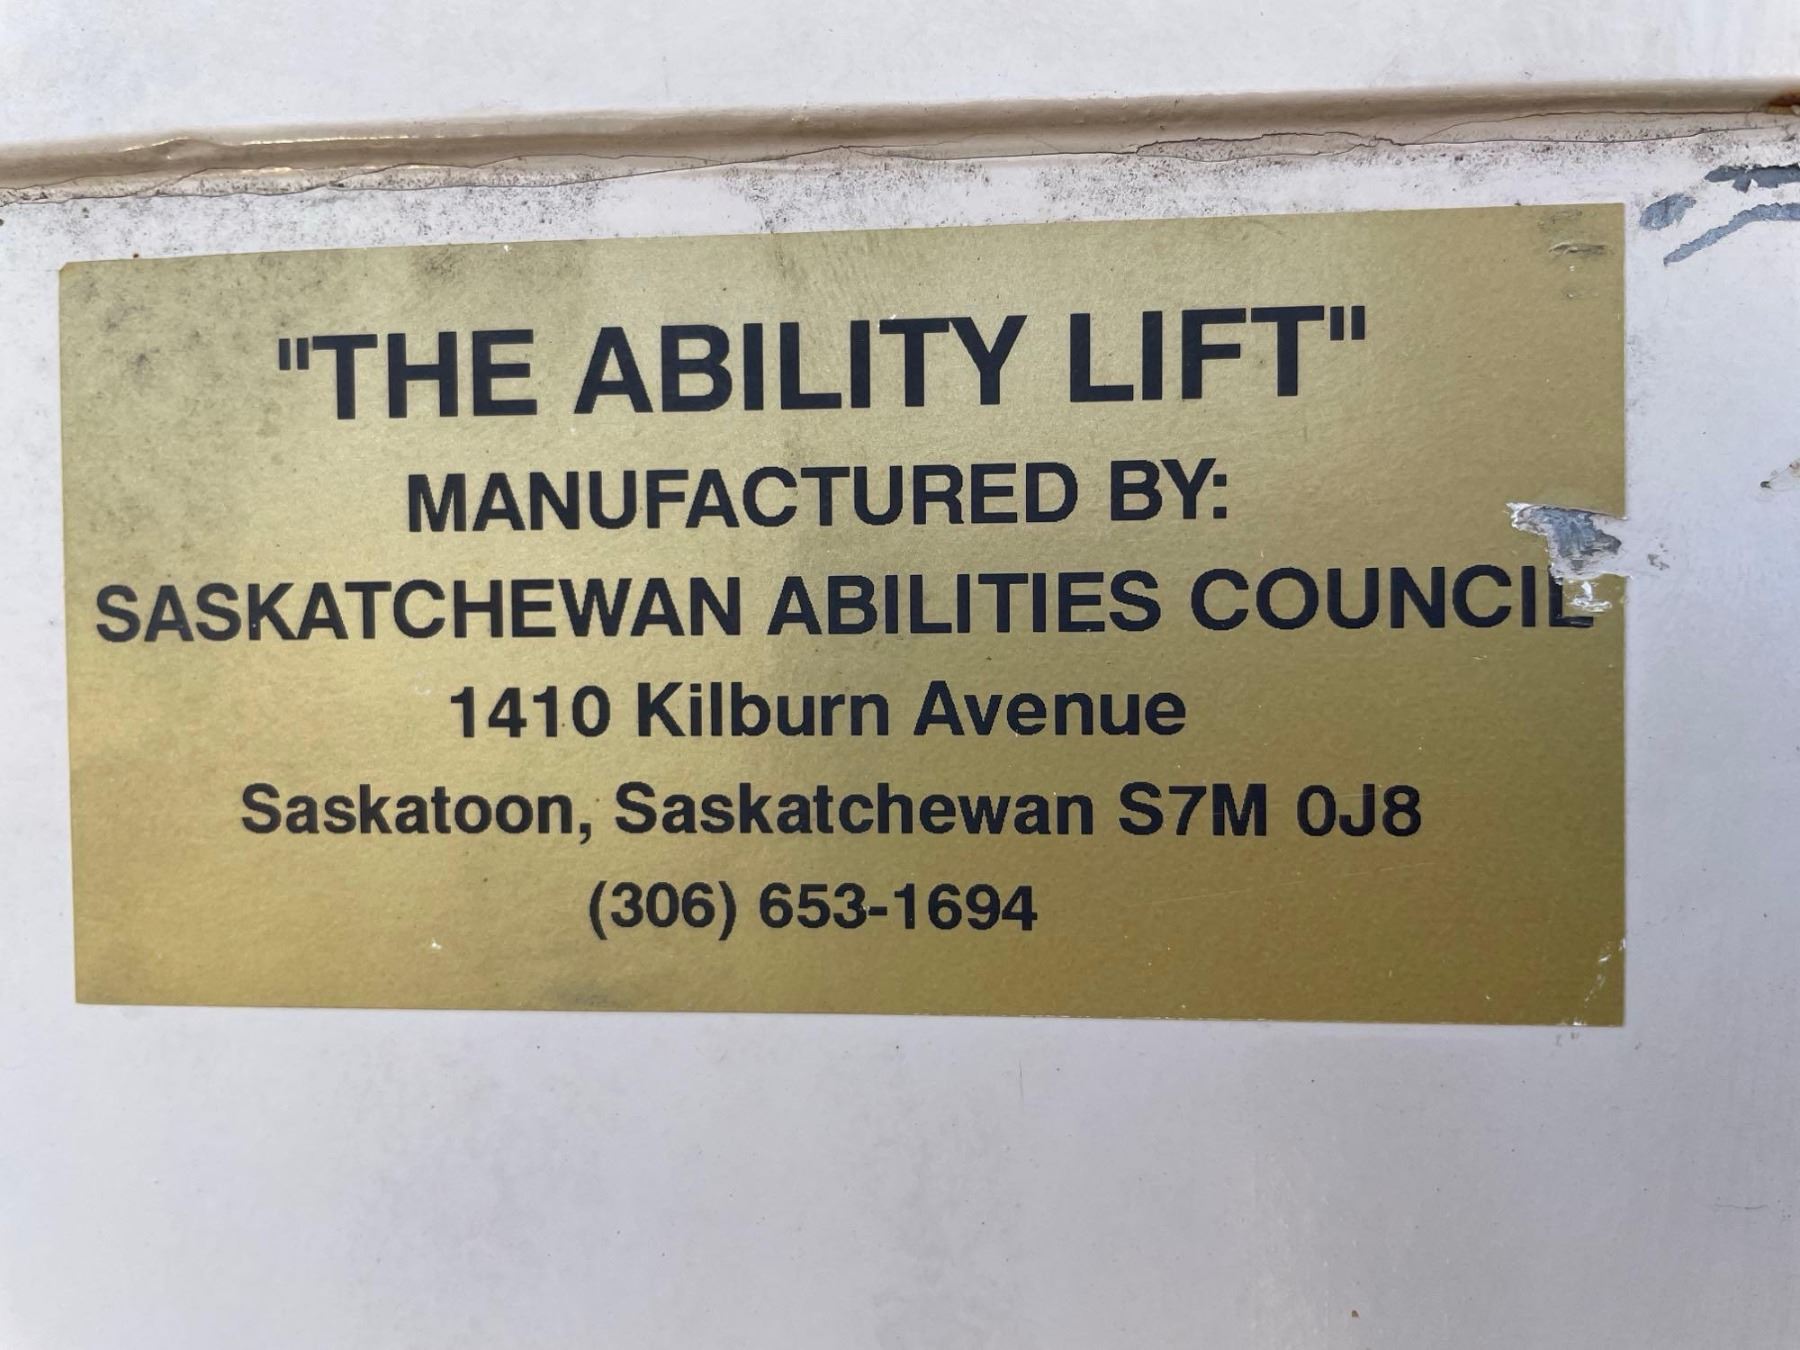 "THE ABILITY LIFT"
MANUFACTURED BY:
SASKATCHEWAN ABILITIES COUNCIL
1410 Kilburn Avenue
Saskatoon, Saskatchewan S7M 0J8
(306) 653-1694